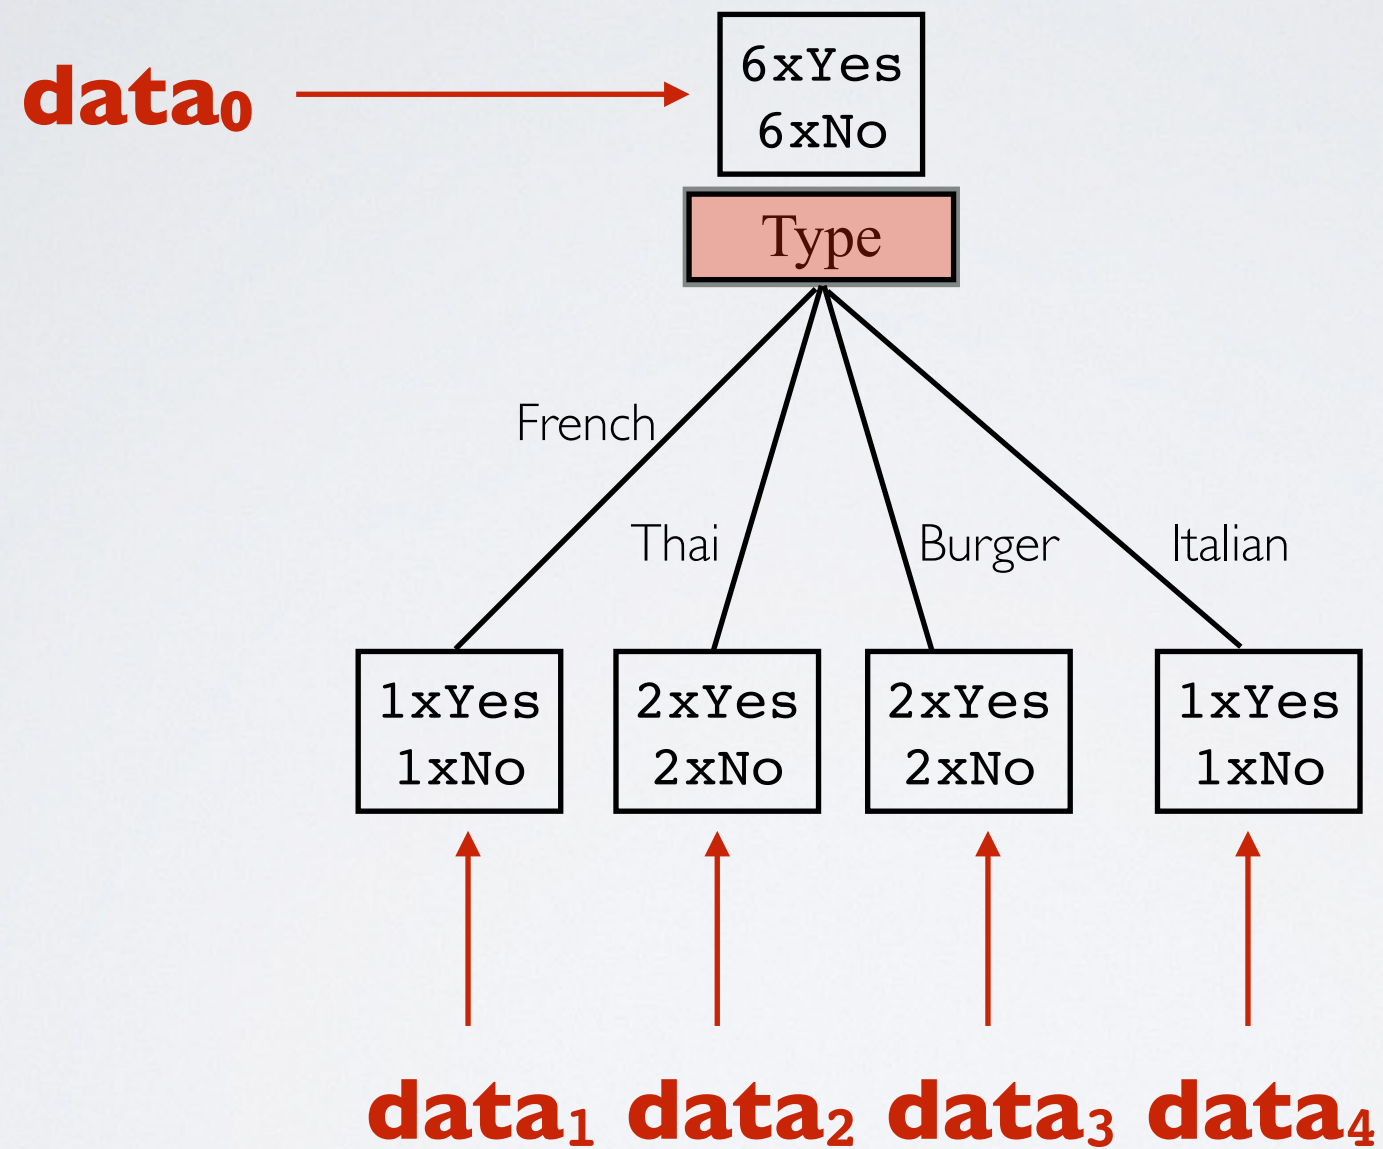 6xYes
data₀
6xNo
Type
French
Thai
Burger
Italian
1xYes
1xNo
2xYes
2xNo
2xYes
2xNo
1xYes
1xNo
data₁
data₂
data₃
data₄